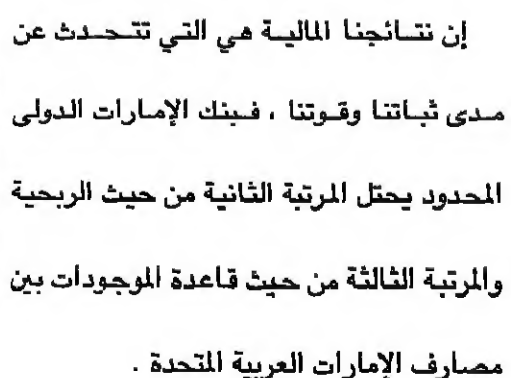 إن نتائجنا المالية هي التي تتحدث عن
مدى ثباتنا وقوتنا ، فبنك الإمارات الدولى
المحدود يحتل المرتبة الثانية من حيث الربحية
والمرتبة الثالثة من حيث قاعدة الموجودات بين
مصارف الإمارات العربية المتحدة .